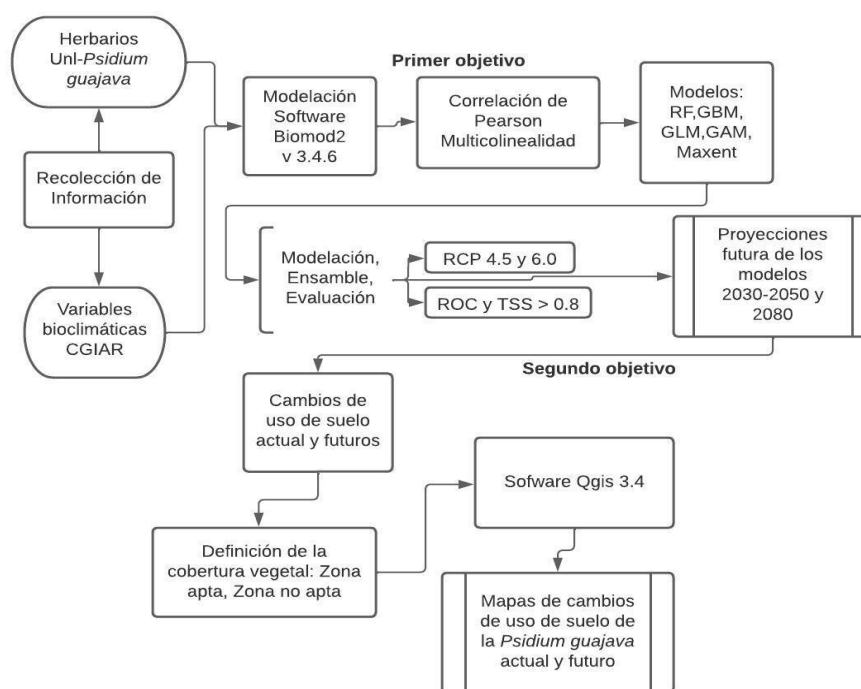 Herbarios
Unl-Psidium
guajava
Recolección de
Información
Variables
bioclimáticas
CGIAR
Primer objetivo
Modelación
Software
Biomod2
v 3.4.6
Correlación de
Pearson
Multicolinealidad
Modelos:
RF,GBM,
GLM,GAM,
Maxent
Modelación,
Ensamble,
Evaluación
RCP 4.5 y 6.0
ROC y TSS > 0.8
Proyecciones
futura de los
modelos
2030-2050 y
2080
Segundo objetivo
Cambios de
uso de suelo
actual y futuros
Definición de la
cobertura vegetal: Zona
apta, Zona no apta
Sofware Qgis 3.4
Mapas de cambios
de uso de suelo de
la Psidium guajava
actual y futuro